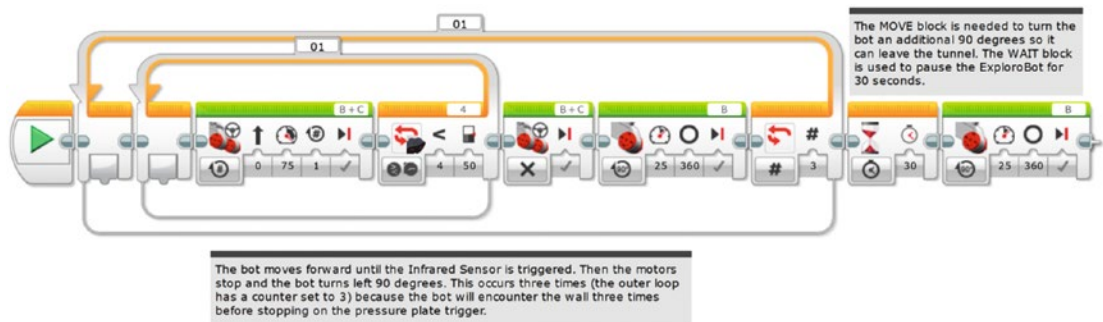 01
The MOVE block is needed to turn the
bot an additional 90 degrees so it
can leave the tunnel. The WAIT block
is used to pause the ExploroBot for
30 seconds.
01
B+C 4 B+C B B
< #
0 75 1 4 50 25 360 # 3 30 25 360
The bot moves forward until the Infrared Sensor is triggered. Then the motors
stop and the bot turns left 90 degrees. This occurs three times (the outer loop
has a counter set to 3) because the bot will encounter the wall three times
before stopping on the pressure plate trigger.